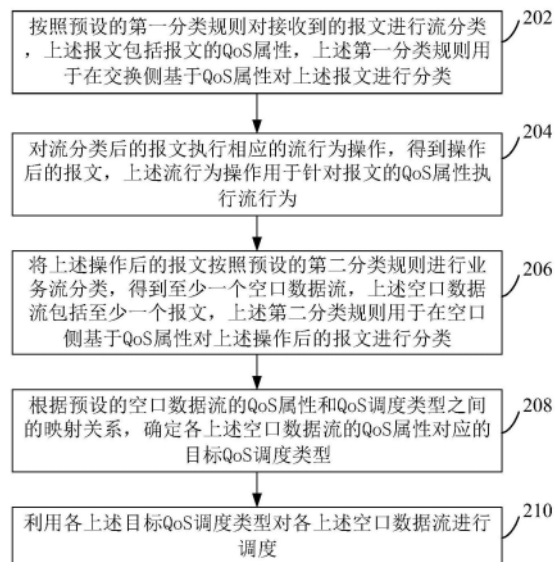 按照预设的第一分类规则对接收到的报文进行流分类
，上述报文包括报文的QoS属性，上述第一分类规则用
于在交换侧基于QoS属性对上述报文进行分类
202
对流分类后的报文执行相应的流行为操作，得到操作
后的报文，上述流行为操作用于针对报文的QoS属性执
行流行为
204
将上述操作后的报文按照预设的第二分类规则进行业
务流分类，得到至少一个空口数据流，上述空口数据
流包括至少一个报文，上述第二分类规则用于在空口
侧基于QoS属性对上述操作后的报文进行分类
206
根据预设的空口数据流的QoS属性和QoS调度类型之间
的映射关系，确定各上述空口数据流的QoS属性对应的
目标QoS调度类型
208
利用各上述目标QoS调度类型对各上述空口数据流进行
调度
210